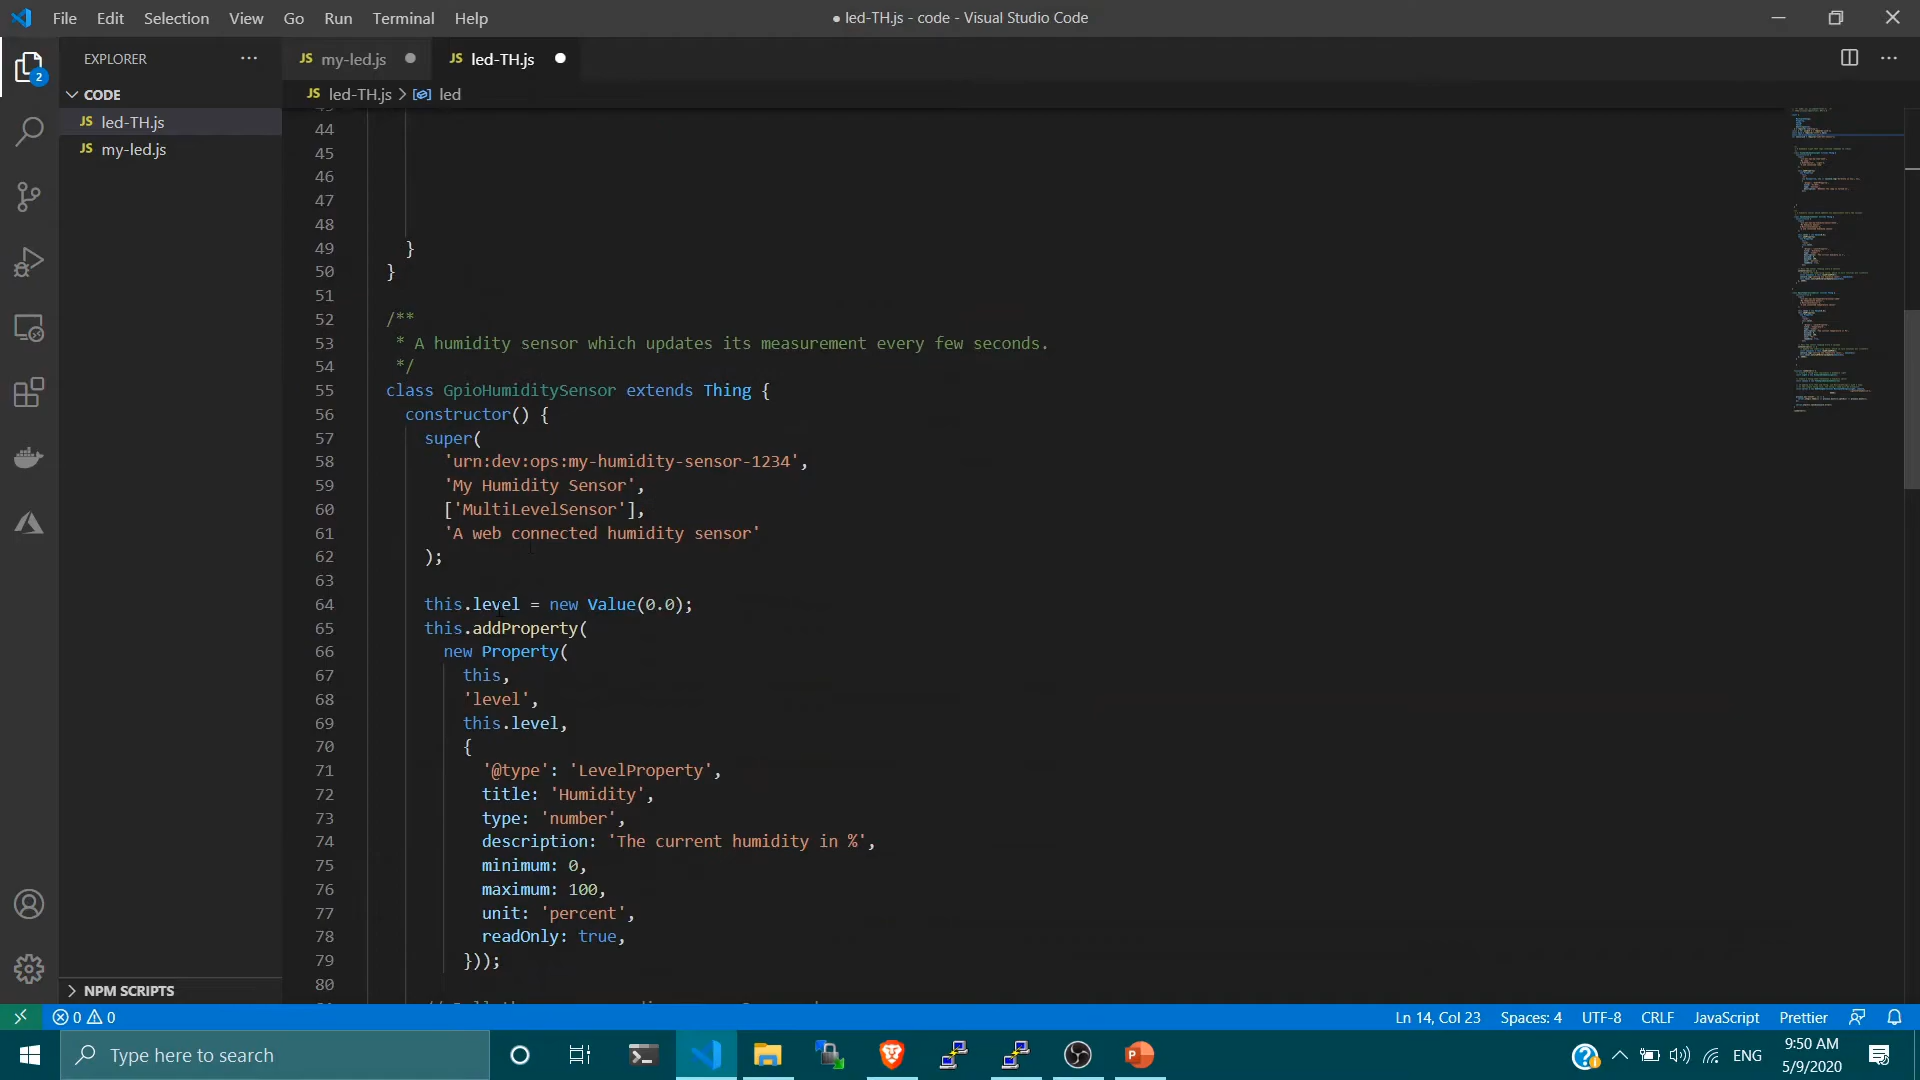 File Edit Selection View Go Run Terminal Help
● led-TH.js - code - Visual Studio Code
EXPLORER ...
JS my-led.js ●
JS led-TH.js ●
2
CODE
JS led-TH.js > led
JS led-TH.js
JS my-led.js
44
45
46
47
48
49 }
50 }
51
52 /**
53 * A humidity sensor which updates its measurement every few seconds.
54 */
55 class GpioHumiditySensor extends Thing {
56 constructor() {
57 super(
58 'urn:dev:ops:my-humidity-sensor-1234',
59 'My Humidity Sensor',
60 ['MultiLevelSensor'],
61 'A web connected humidity sensor'
62 );
63
64 this.level = new Value(0.0);
65 this.addProperty(
66 new Property(
67 this,
68 'level',
69 this.level,
70 {
71 '@type': 'LevelProperty',
72 title: 'Humidity',
73 type: 'number',
74 description: 'The current humidity in %',
75 minimum: 0,
76 maximum: 100,
77 unit: 'percent',
78 readOnly: true,
79 }));
80
NPM SCRIPTS
0 0
Ln 14, Col 23 Spaces: 4 UTF-8 CRLF JavaScript Prettier
Type here to search
ENG
9:50 AM
5/9/2020